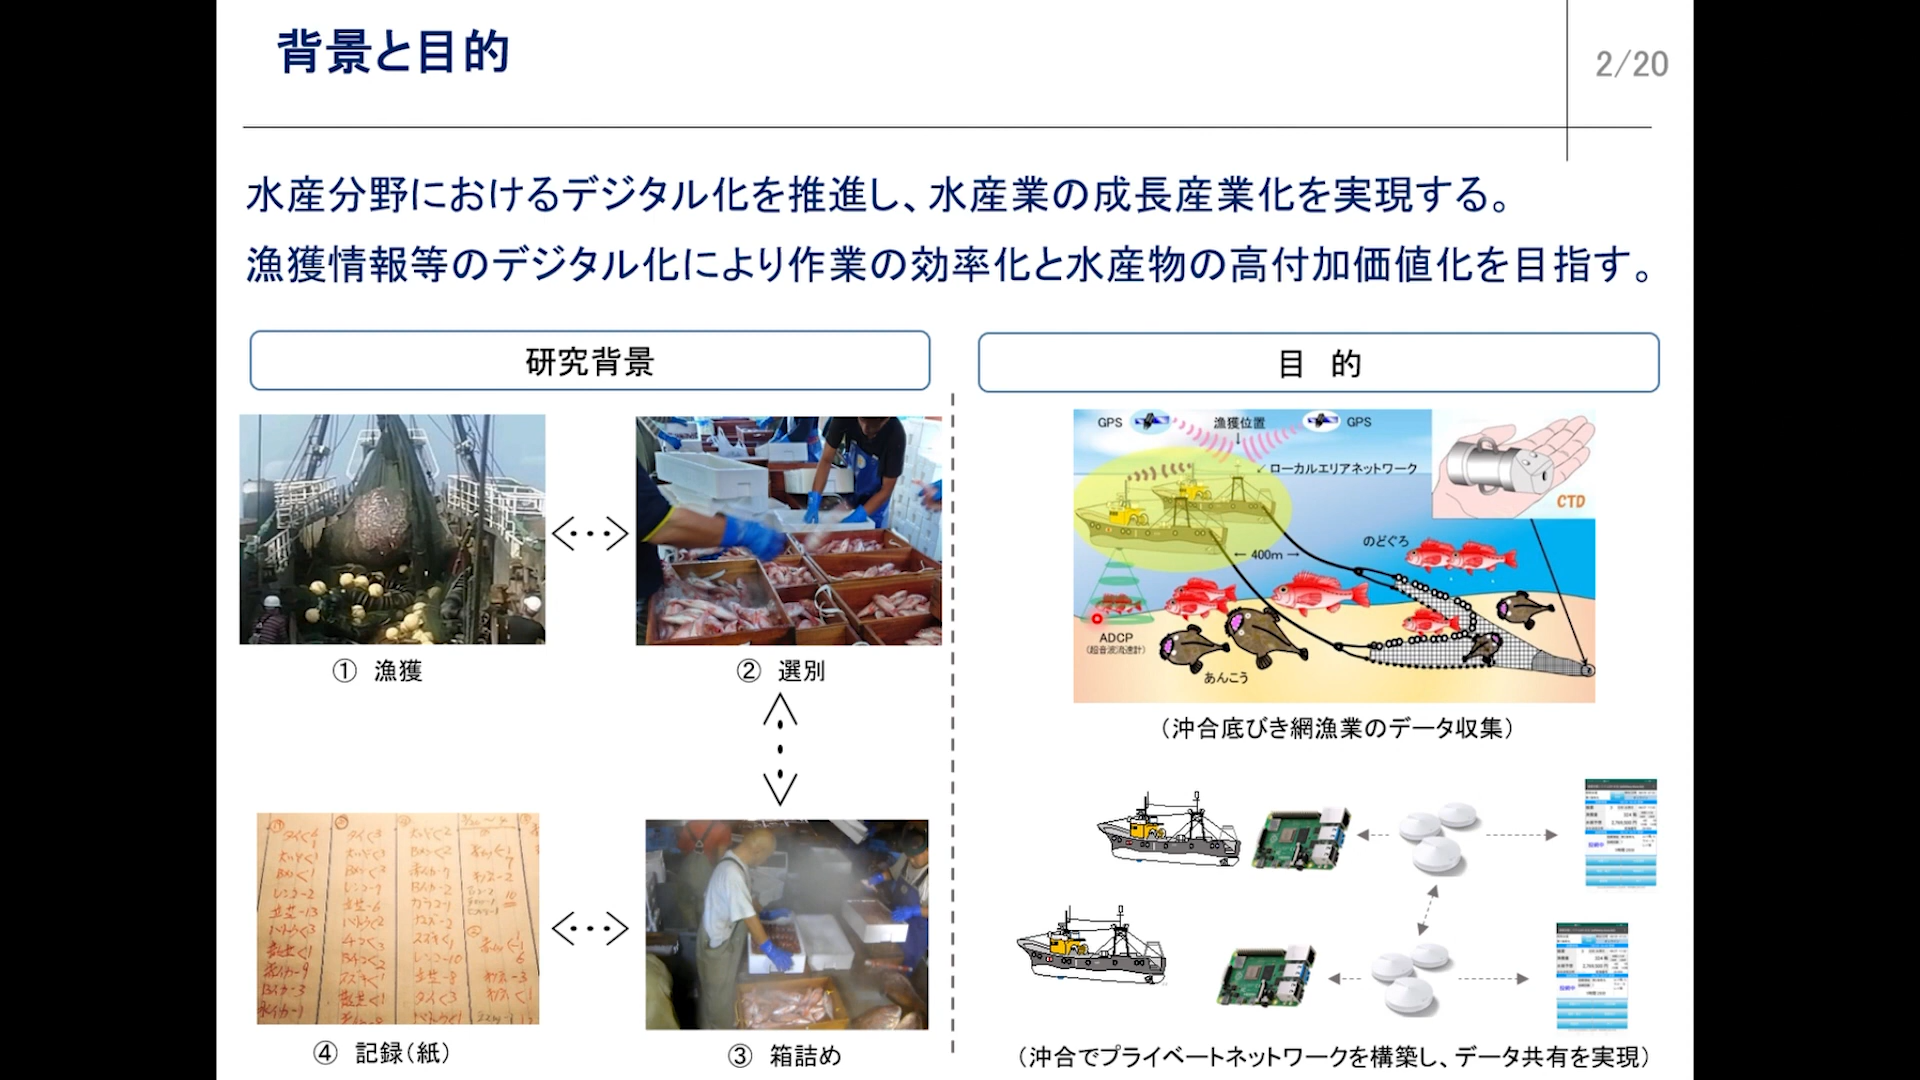 背景と目的
2/20
水産分野におけるデジタル化を推進し、水産業の成長産業化を実現する。
漁獲情報等のデジタル化により作業の効率化と水産物の高付加価値化を目指す。
研究背景
① 漁獲
② 選別
④ 記録(紙)
③ 箱詰め
目 的
GPS
漁獲位置
GPS
ローカルエリアネットワーク
CTD
のどぐろ
← 400m →
ADCP
(超音波流速計)
あんこう
(沖合底びき網漁業のデータ収集)
(沖合でプライベートネットワークを構築し、データ共有を実現)